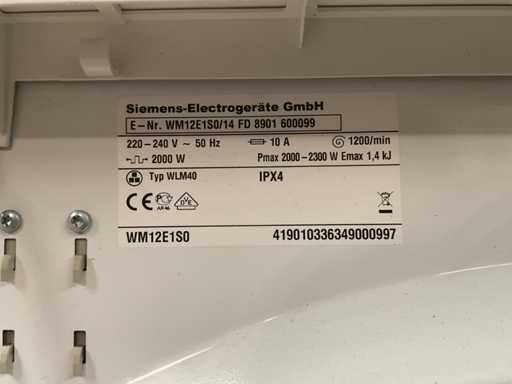 Siemens-Electrogeräte GmbH
E-Nr. WM12E1S0/14 FD 8901 600099
220-240 V ~ 50 Hz 10 A 1200/min
2000 W Pmax 2000-2300 W Emax 1,4 kJ
Typ WLM40 IPX4
CE
WM12E1S0 419010336349000997